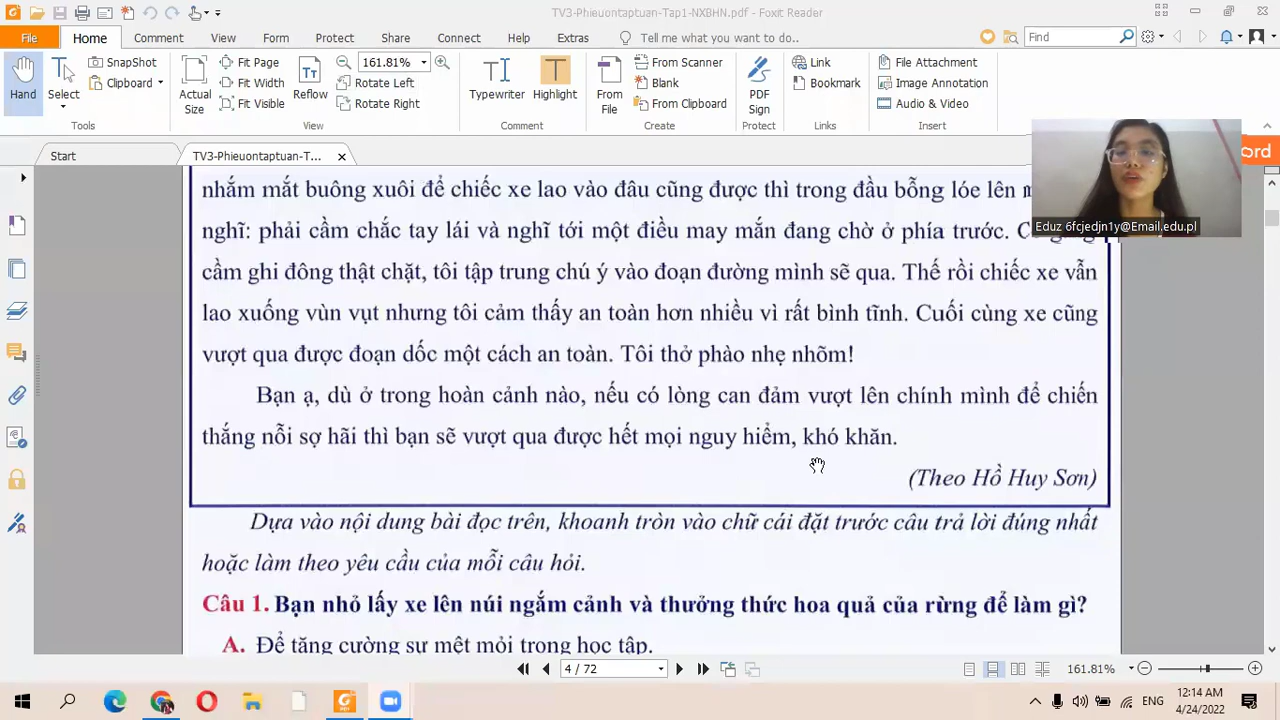 TV3-Phieuontaptuan-Tap1-NXBHN.pdf - Foxit Reader
File Home Comment View Form Protect Share Connect Help Extras Tell me what you want to do.. Find
Hand Select SnapShot Clipboard Actual Size Fit Page Fit Width Fit Visible Reflow 161.81% Rotate Left Rotate Right Typewriter Highlight From File From Scanner Blank From Clipboard PDF Sign Link Bookmark File Attachment Image Annotation Audio & Video
Tools View Comment Create Protect Links Insert
Start TV3-Phieuontaptuan-T...
nhắm mắt buông xuôi để chiếc xe lao vào đâu cũng được thì trong đầu bỗng lóe lên
nghĩ: phải cầm chắc tay lái và nghĩ tới một điều may mắn đang chờ ở phía trước.
Eduz 6fcjedjn1y@Email.edu.pl
cầm ghi đông thật chặt, tôi tập trung chú ý vào đoạn đường mình sẽ qua. Thế rồi chiếc xe vẫn
lao xuống vùn vụt nhưng tôi cảm thấy an toàn hơn nhiều vì rất bình tĩnh. Cuối cùng xe cũng
vượt qua được đoạn dốc một cách an toàn. Tôi thở phào nhẹ nhõm!
Bạn ạ, dù ở trong hoàn cảnh nào, nếu có lòng can đảm vượt lên chính mình để chiến
thắng nỗi sợ hãi thì bạn sẽ vượt qua được hết mọi nguy hiểm, khó khăn.
(Theo Hồ Huy Sơn)
Dựa vào nội dung bài đọc trên, khoanh tròn vào chữ cái đặt trước câu trả lời đúng nhất
hoặc làm theo yêu cầu của mỗi câu hỏi.
Câu 1. Bạn nhỏ lấy xe lên núi ngắm cảnh và thưởng thức hoa quả của rừng để làm gì?
A. Để tăng cường sự mệt mỏi trong học tập.
4 / 72 161.81%
ENG 12:14 AM 4/24/2022